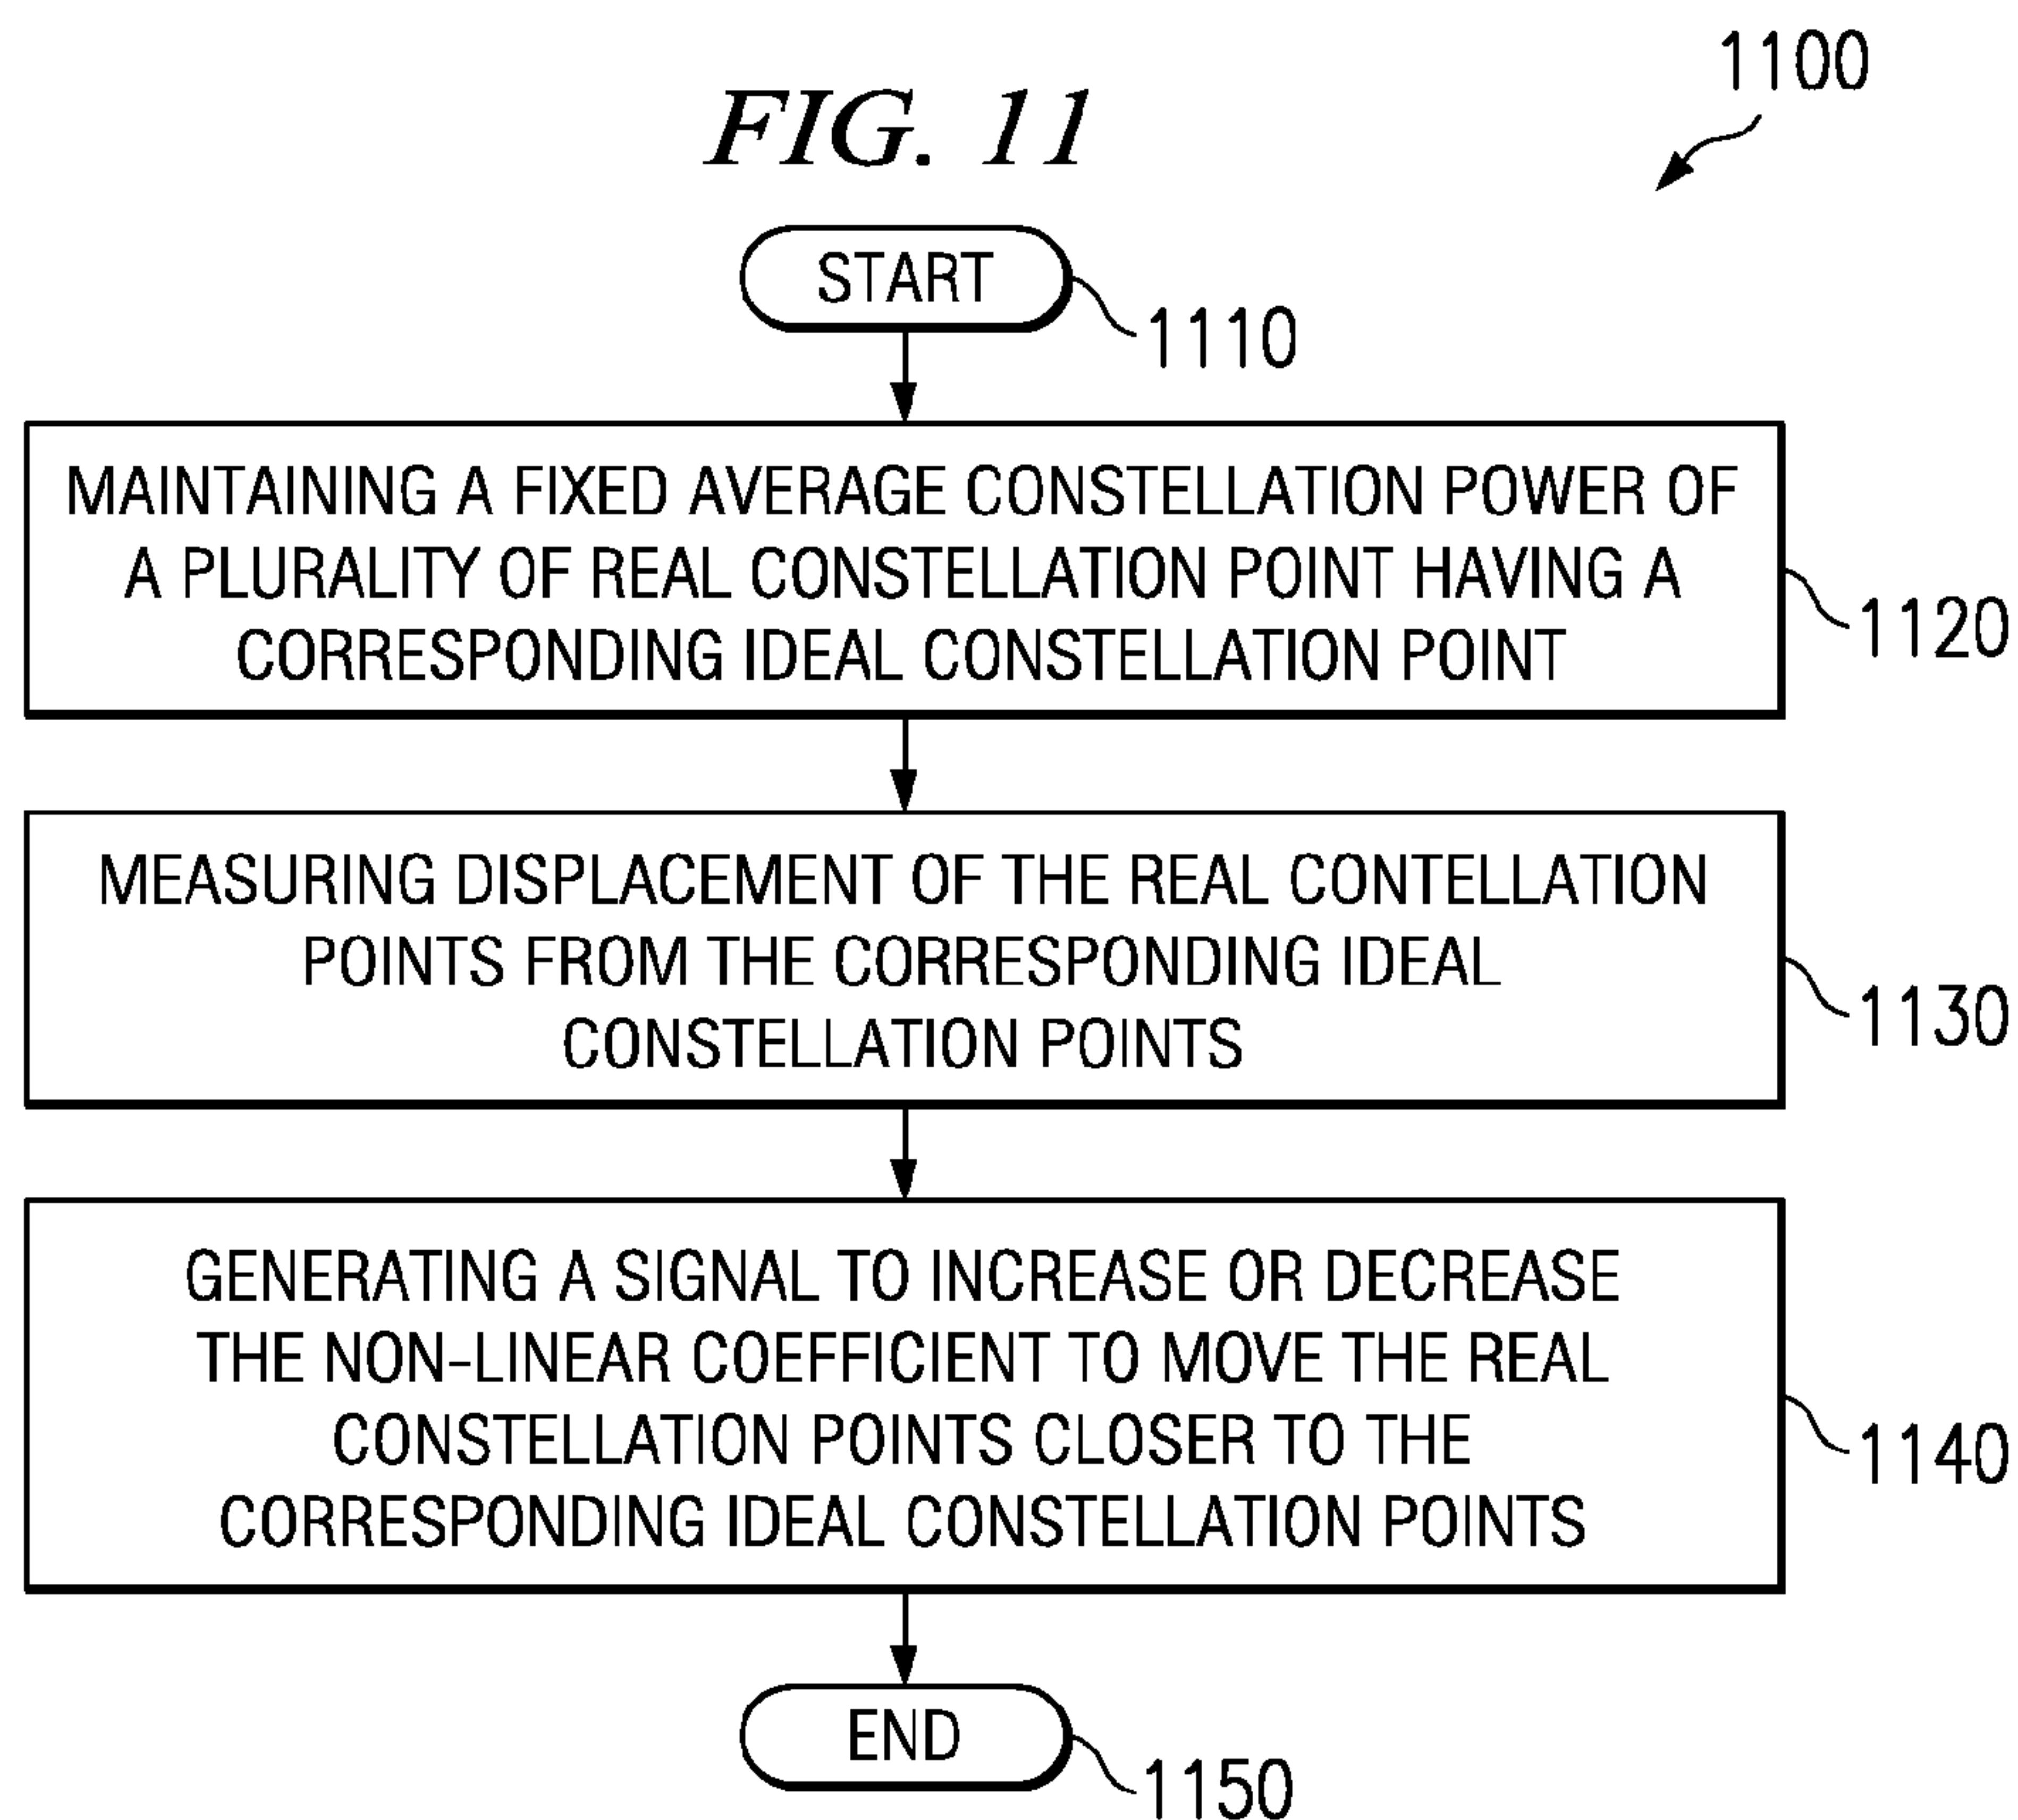 FIG. 11
1100
START
1110
MAINTAINING A FIXED AVERAGE CONSTELLATION POWER OF
A PLURALITY OF REAL CONSTELLATION POINT HAVING A
CORRESPONDING IDEAL CONSTELLATION POINT
1120
MEASURING DISPLACEMENT OF THE REAL CONTELLATION
POINTS FROM THE CORRESPONDING IDEAL
CONSTELLATION POINTS
1130
GENERATING A SIGNAL TO INCREASE OR DECREASE
THE NON-LINEAR COEFFICIENT TO MOVE THE REAL
CONSTELLATION POINTS CLOSER TO THE
CORRESPONDING IDEAL CONSTELLATION POINTS
1140
END
1150